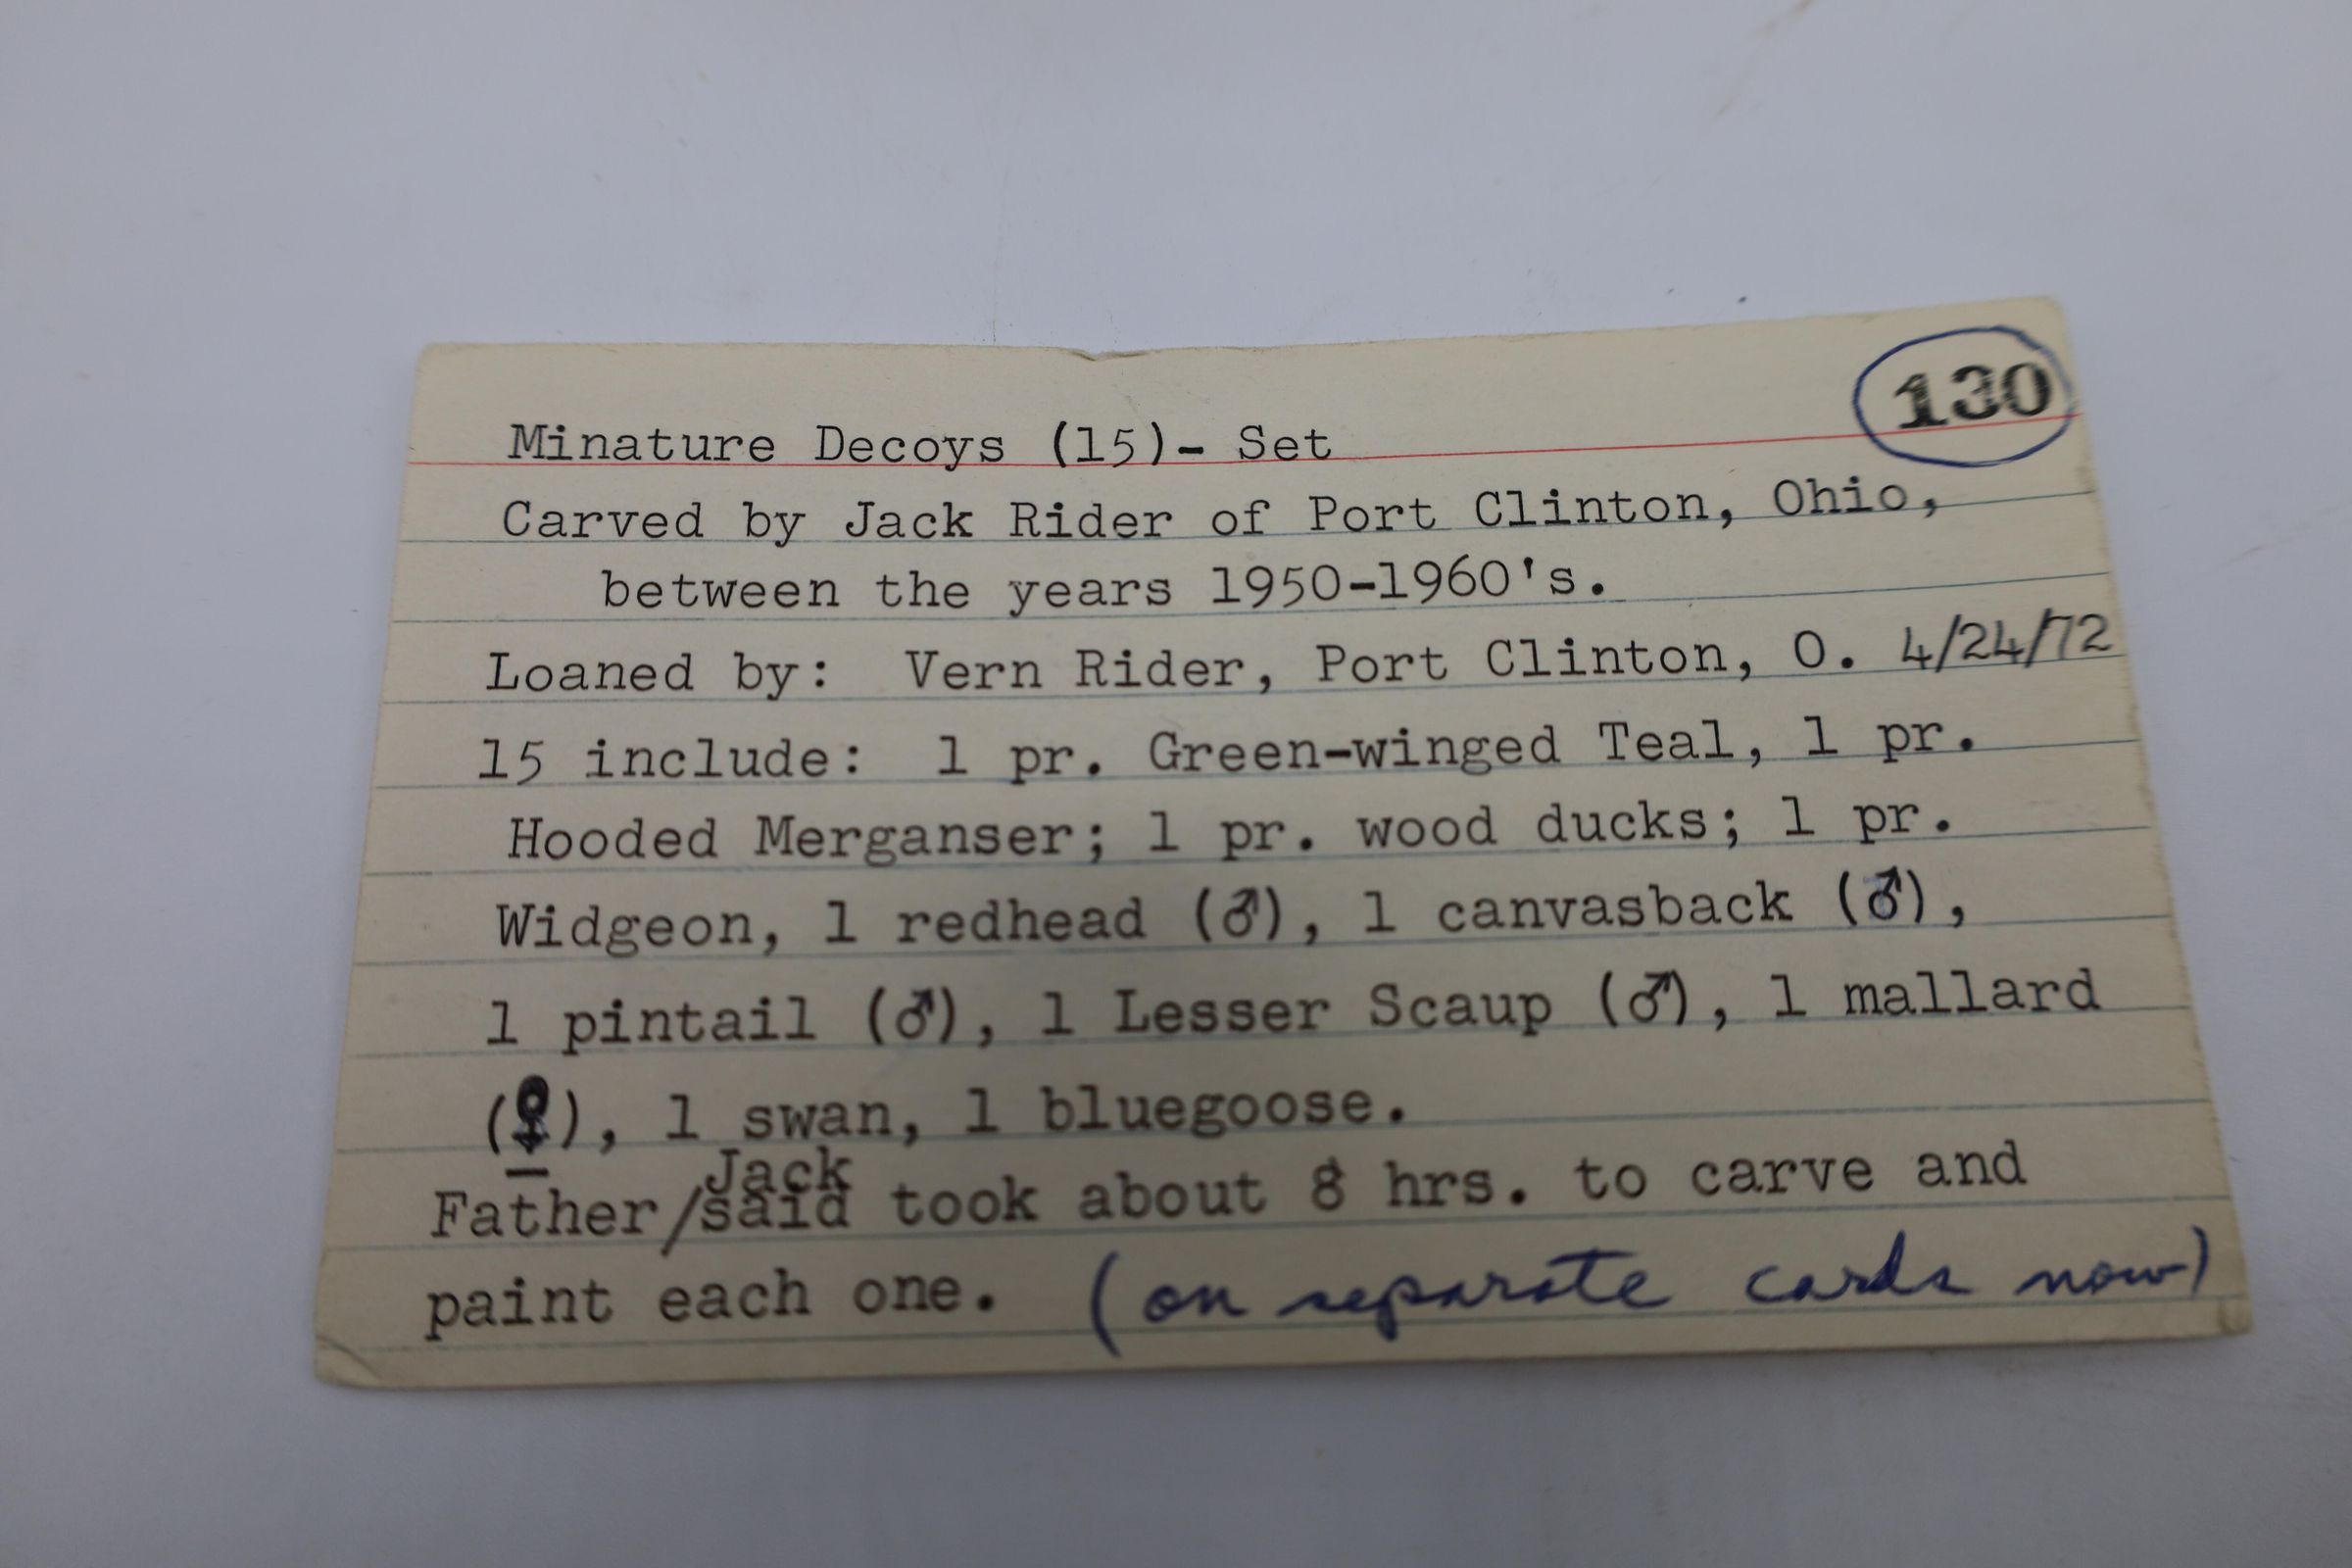 130
Minature Decoys (15)- Set
Carved by Jack Rider of Port Clinton, Ohio,
between the years 1950-1960's.
Loaned by: Vern Rider, Port Clinton, O. 4/24/72
15 include: 1 pr. Green-winged Teal, 1 pr.
Hooded Merganser; 1 pr. wood ducks; 1 pr.
Widgeon, 1 redhead (♂), 1 canvasback (♂),
1 pintail (♂), 1 Lesser Scaup (♂), 1 mallard
(♀), 1 swan, 1 bluegoose.
Jack
Father/said took about 8 hrs. to carve and
paint each one. (on separate cards now)